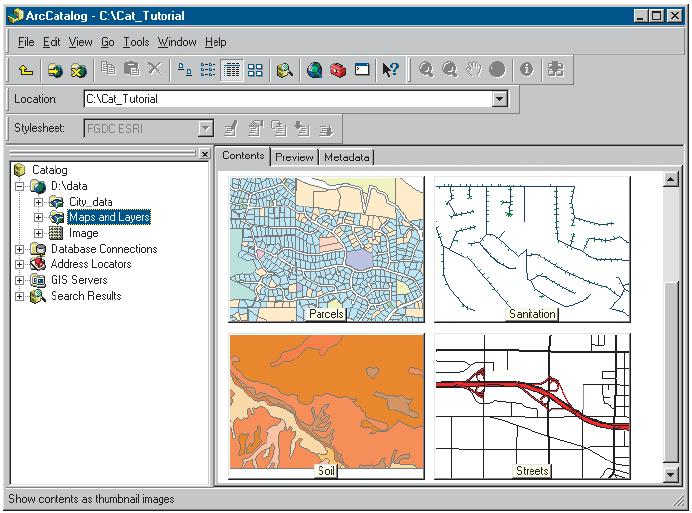 ArcCatalog - C:\Cat_Tutorial
File Edit View Go Tools Window Help
Location: C:\Cat_Tutorial
Stylesheet: FGDC ESRI
Contents Preview Metadata
Catalog
D:\data
City_data
Maps and Layers
Image
Database Connections
Address Locators
GIS Servers
Search Results
Parcels
Sanitation
Soil
Streets
Show contents as thumbnail images